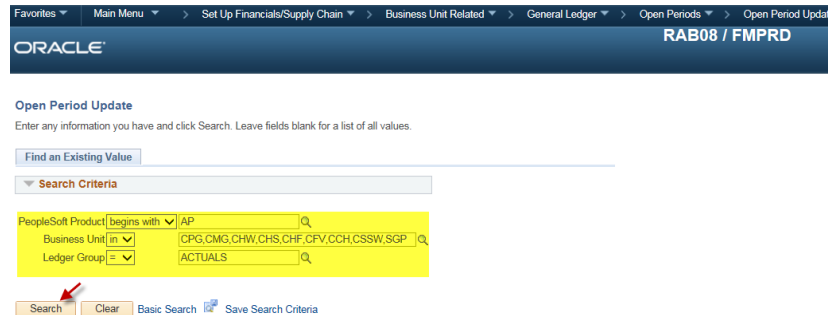 Favorites Main Menu > Set Up Financials/Supply Chain > Business Unit Related > General Ledger > Open Periods > Open Period Updat
ORACLE RAB08 / FMPRD
Open Period Update
Enter any information you have and click Search. Leave fields blank for a list of all values.
Find an Existing Value
Search Criteria
PeopleSoft Product begins with AP
Business Unit in CPG,CMG,CHW,CHS,CHF,CFV,CCH,CSSW,SGP
Ledger Group = ACTUALS
Search Clear Basic Search Save Search Criteria